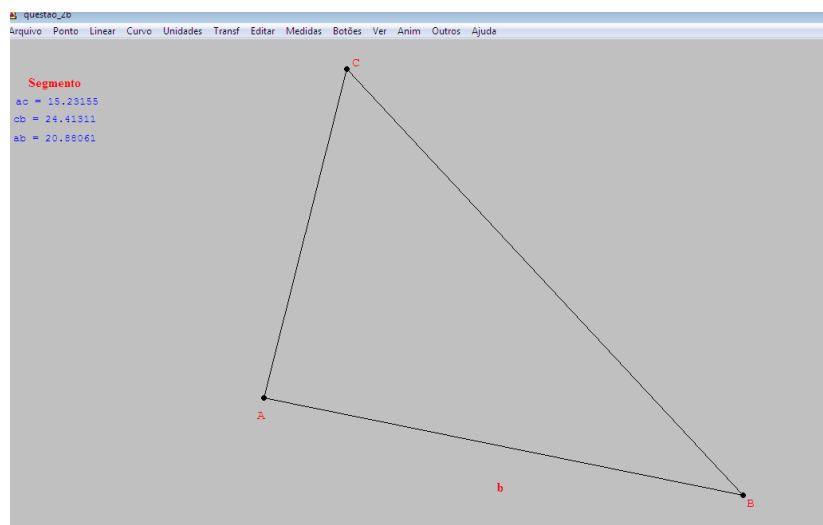 questao_2b
Arquivo Ponto Linear Curvo Unidades Transf Editar Medidas Botões Ver Anim Outros Ajuda
C
Segmento
ac = 15.23155
cb = 24.41311
ab = 20.88061
A
b
B